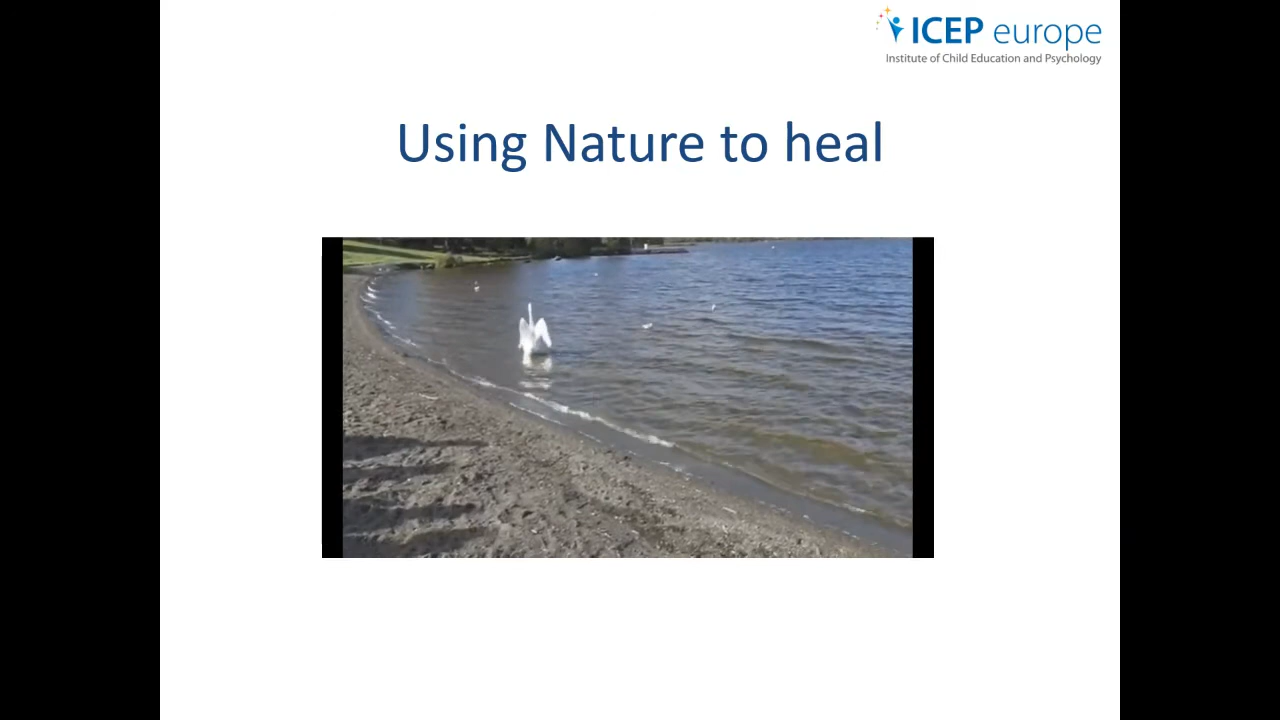 ICEP europe
Institute of Child Education and Psychology
Using Nature to heal